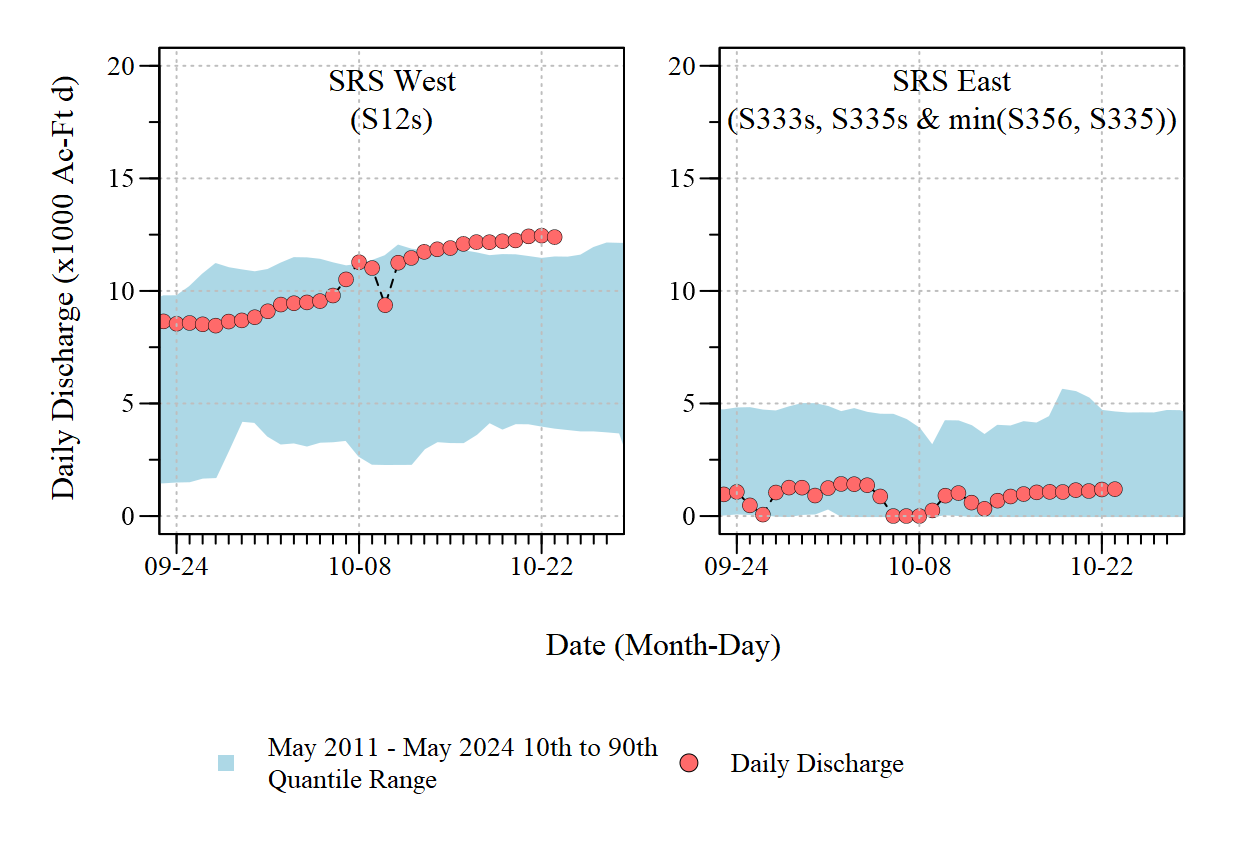 SRS West
(S12s)
SRS East
(S333s, S335s & min(S356, S335))
Daily Discharge (x1000 Ac-Ft d)
20
15
10
5
0
09-24
10-08
10-22
20
15
10
5
0
09-24
10-08
10-22
Date (Month-Day)
May 2011 - May 2024 10th to 90th
Quantile Range
Daily Discharge